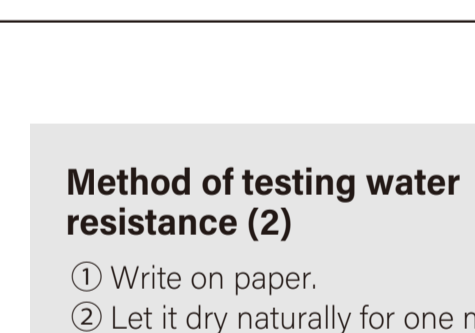 Method of testing water
resistance (2)
① Write on paper.
② Let it dry naturally for one